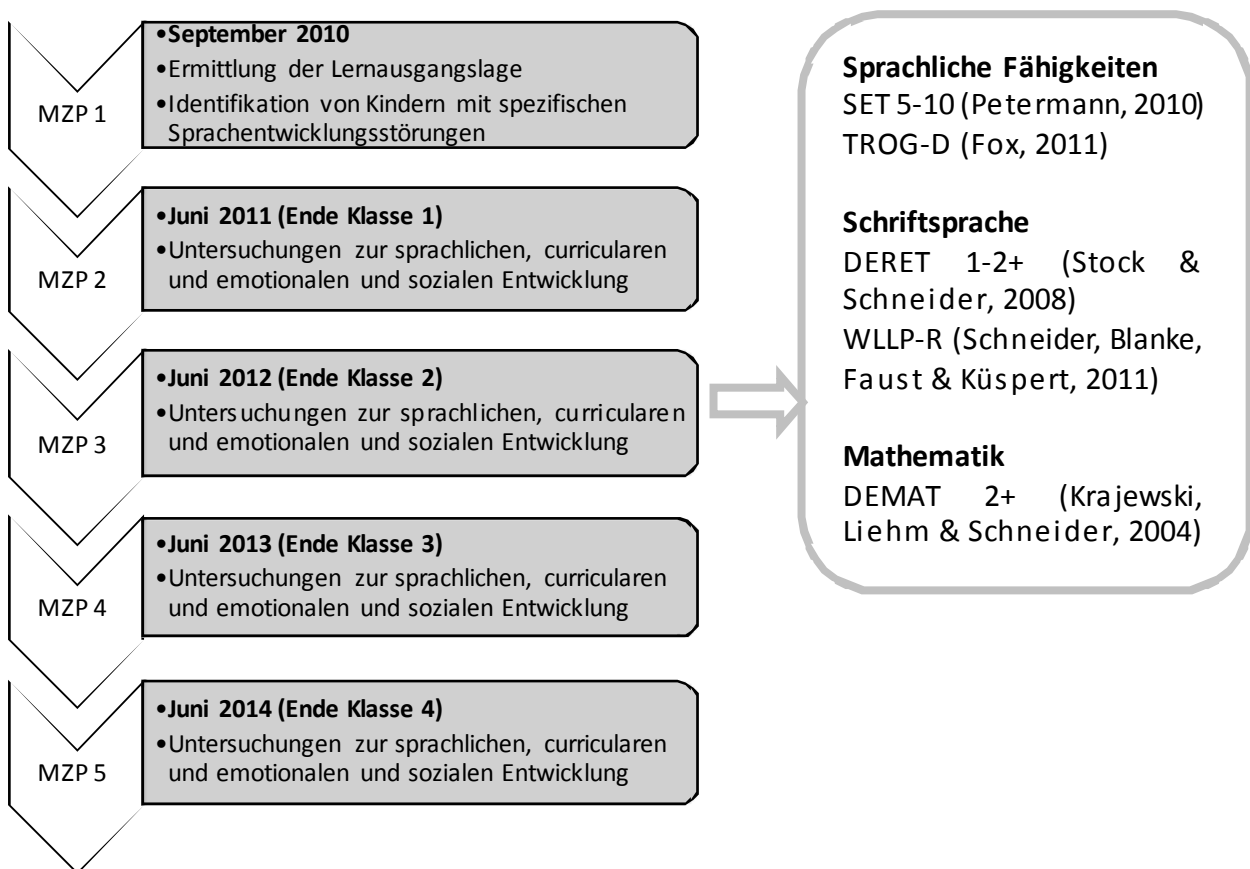 MZP 1
•September 2010
•Ermittlung der Lernausgangslage
•Identifikation von Kindern mit spezifischen
Sprachentwicklungsstörungen
MZP 2
•Juni 2011 (Ende Klasse 1)
•Untersuchungen zur sprachlichen, curricularen
und emotionalen und sozialen Entwicklung
MZP 3
•Juni 2012 (Ende Klasse 2)
•Untersuchungen zur sprachlichen, curricularen
und emotionalen und sozialen Entwicklung
MZP 4
•Juni 2013 (Ende Klasse 3)
•Untersuchungen zur sprachlichen, curricularen
und emotionalen und sozialen Entwicklung
MZP 5
•Juni 2014 (Ende Klasse 4)
•Untersuchungen zur sprachlichen, curricularen
und emotionalen und sozialen Entwicklung
Sprachliche Fähigkeiten
SET 5-10 (Petermann, 2010)
TROG-D (Fox, 2011)
Schriftsprache
DERET 1-2+ (Stock &
Schneider, 2008)
WLLP-R (Schneider, Blanke,
Faust & Küspert, 2011)
Mathematik
DEMAT 2+ (Krajewski,
Liehm & Schneider, 2004)